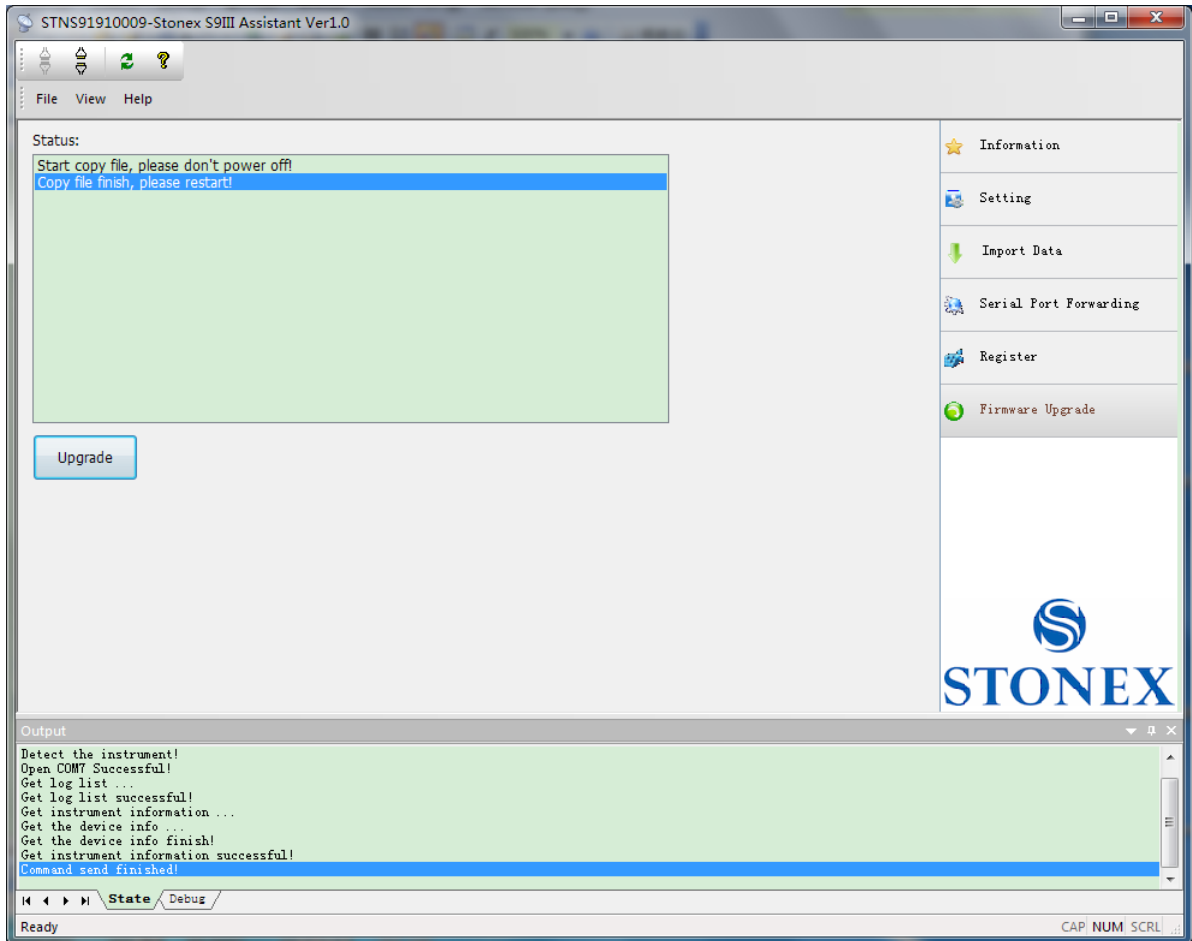 STNS91910009-Stonex S9III Assistant Ver1.0
File View Help
Status:
Start copy file, please don't power off!
Copy file finish, please restart!
Upgrade
Information
Setting
Import Data
Serial Port Forwarding
Register
Firmware Upgrade
STONEX
Output
Detect the instrument!
Open COM7 Successful!
Get log list ...
Get log list successful!
Get instrument information ...
Get the device info ...
Get the device info finish!
Get instrument information successful!
Command send finished!
State Debug
Ready CAP NUM SCRL